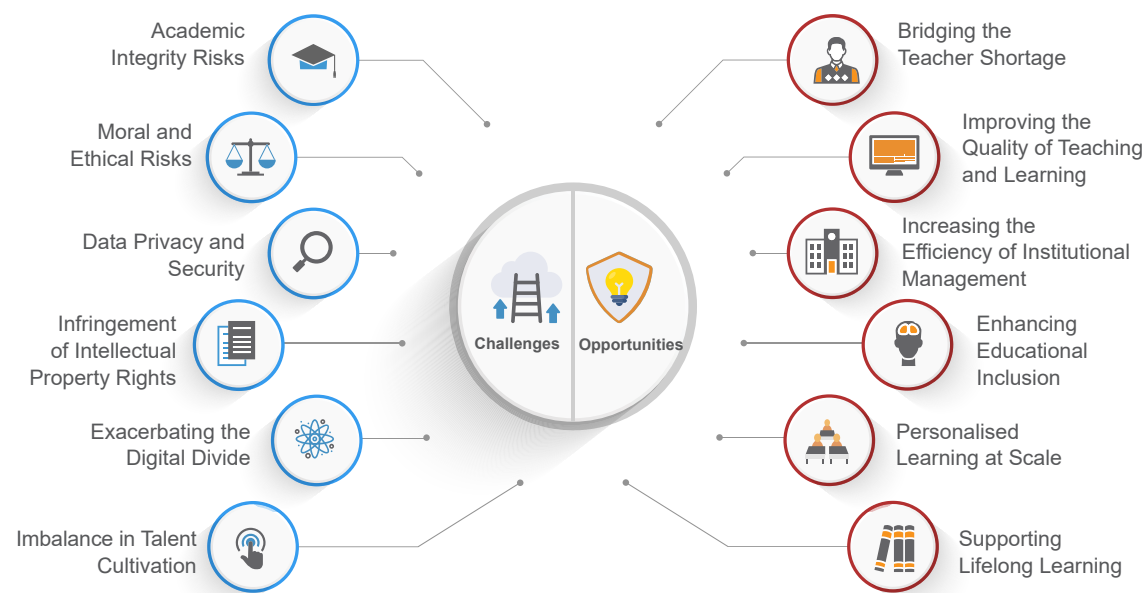 Academic
Integrity Risks
Moral and
Ethical Risks
Data Privacy and
Security
Infringement
of Intellectual
Property Rights
Exacerbating the
Digital Divide
Imbalance in Talent
Cultivation
Challenges
Opportunities
Bridging the
Teacher Shortage
Improving the
Quality of Teaching
and Learning
Increasing the
Efficiency of Institutional
Management
Enhancing
Educational
Inclusion
Personalised
Learning at Scale
Supporting
Lifelong Learning